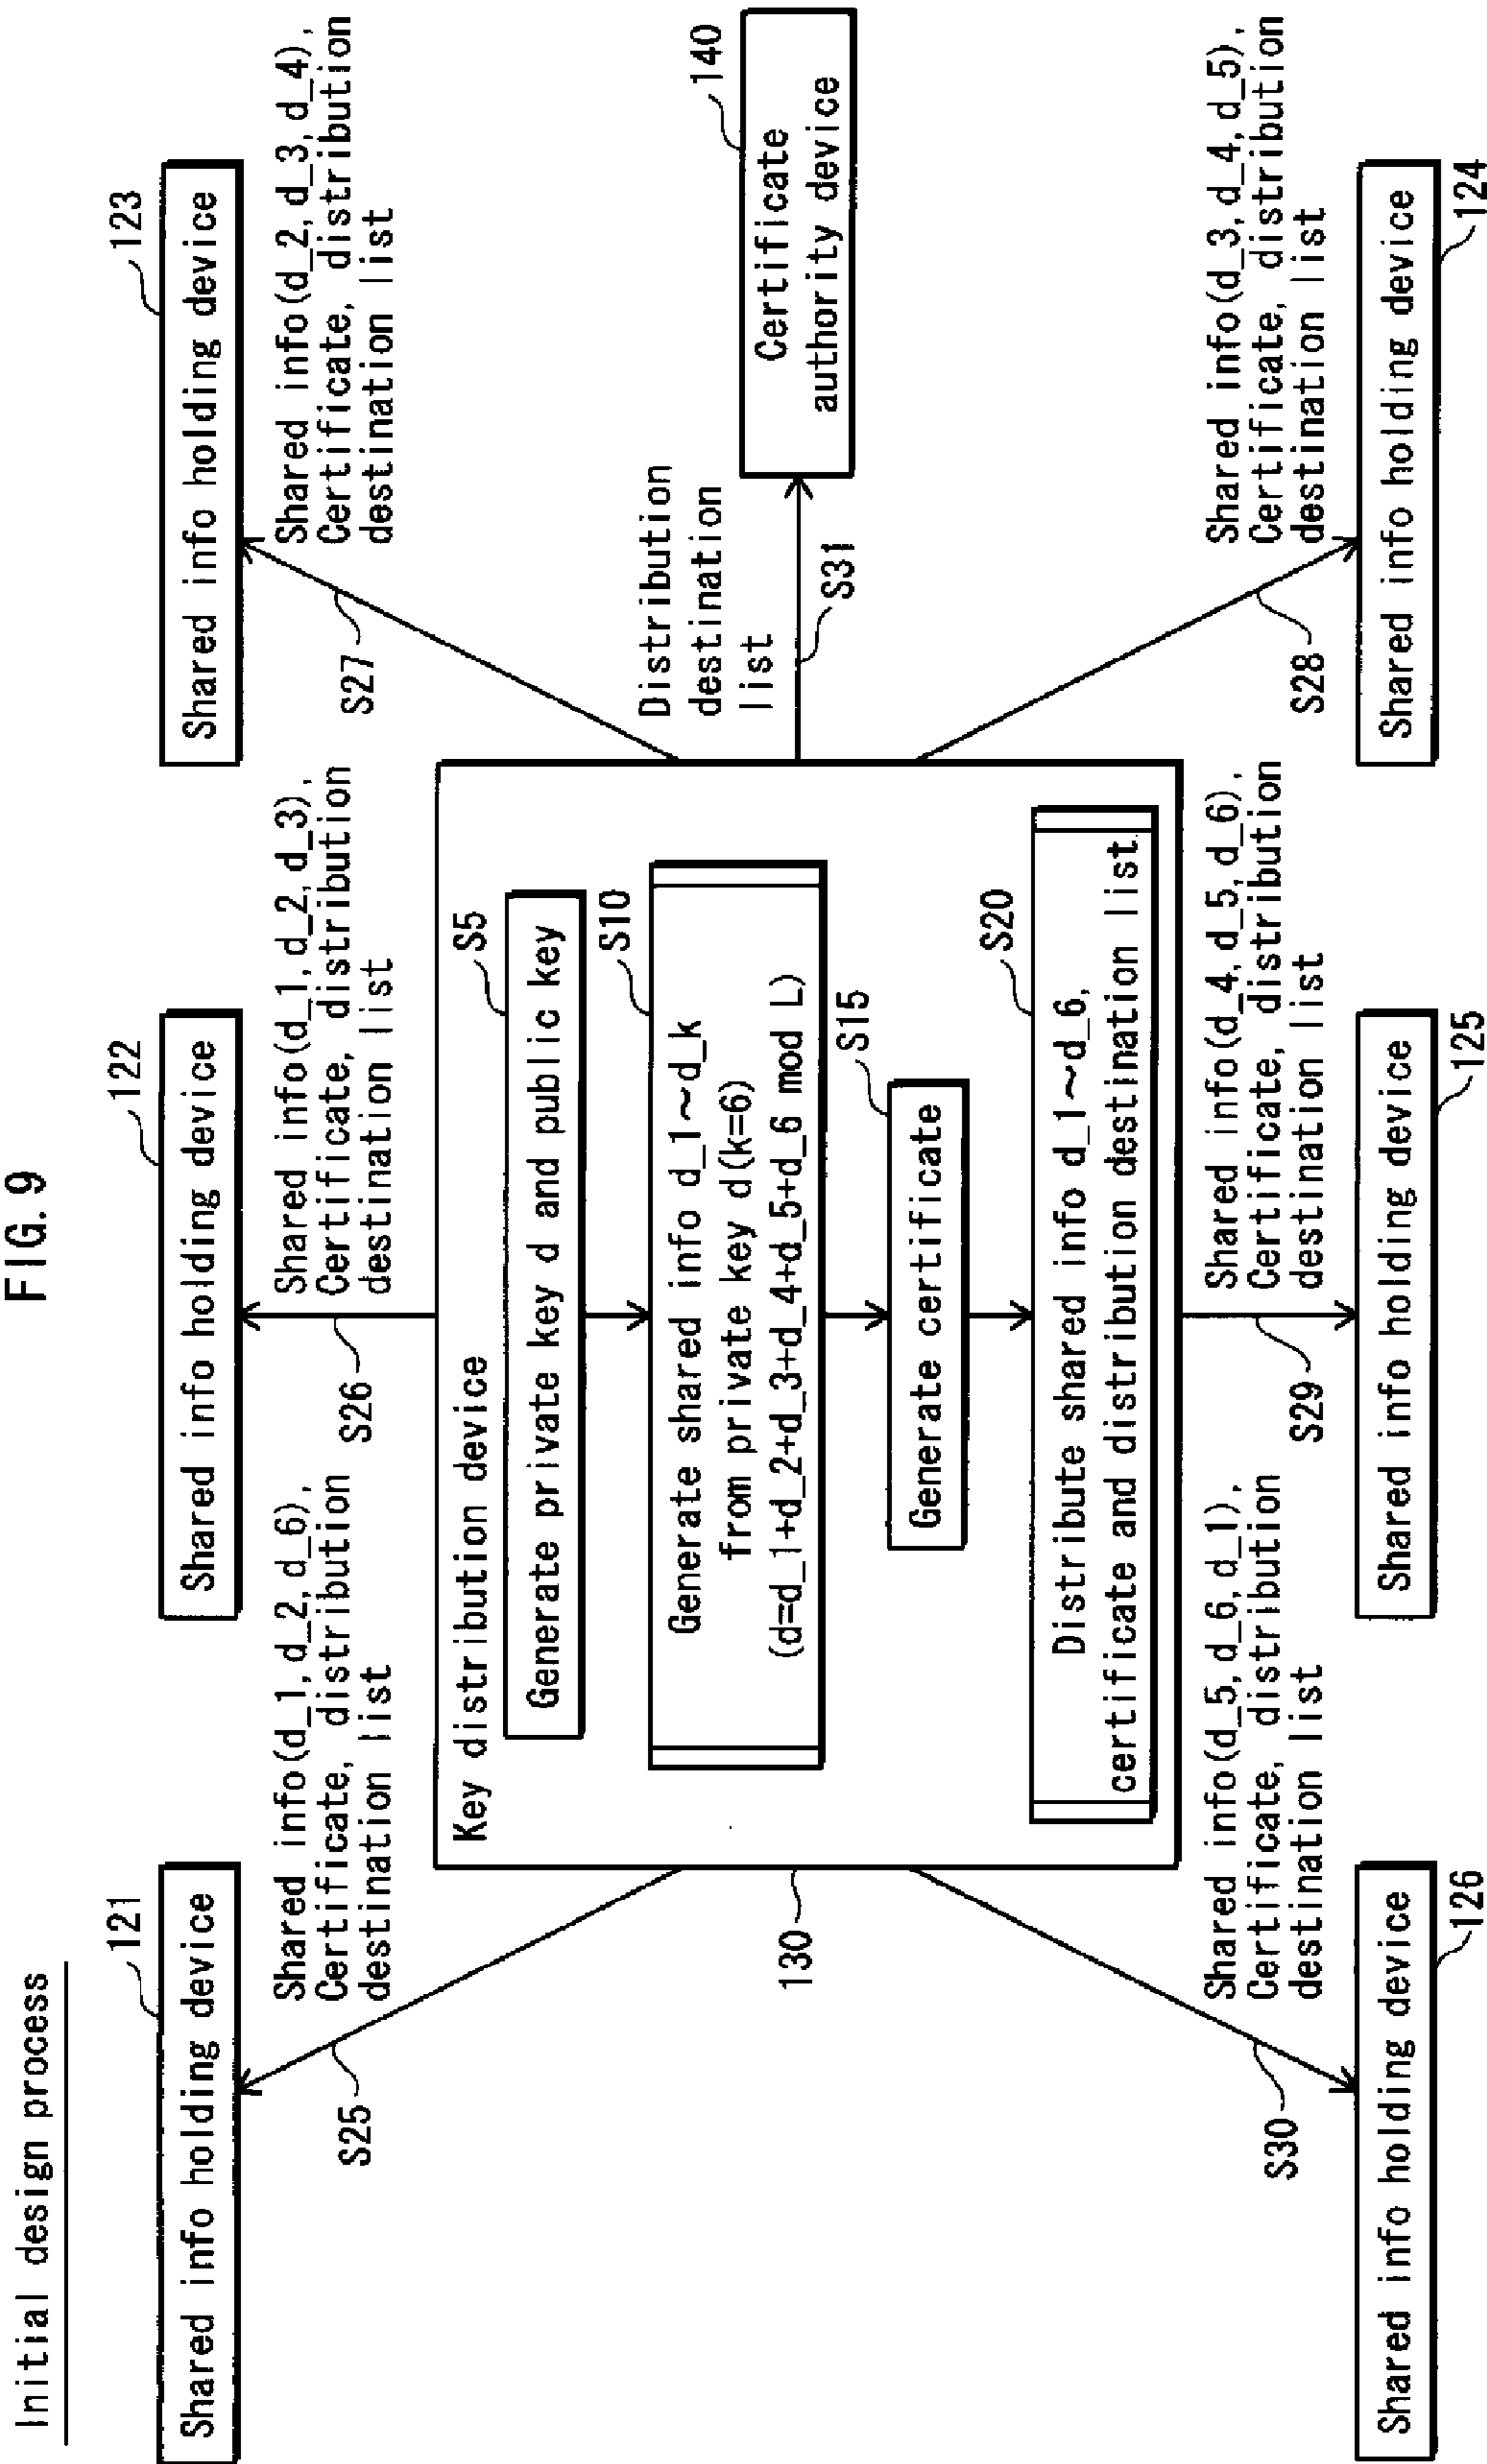 FIG. 9
Initial design process
121
Shared info holding device
122
Shared info holding device
123
Shared info holding device
S25
Shared info(d_1,d_2,d_6),
Certificate, distribution
destination list
S26
Shared info(d_1,d_2,d_3),
Certificate, distribution
destination list
S27
Shared info(d_2,d_3,d_4),
Certificate, distribution
destination list
Key distribution device
S5
Generate private key d and public key
S10
Generate shared info d_1~d_k
from private key d(k=6)
(d=d_1+d_2+d_3+d_4+d_5+d_6 mod L)
S15
Generate certificate
S20
Distribute shared info d_1~d_6,
certificate and distribution destination list
130
Distribution
destination
list
S31
140
Certificate
authority device
S30
Shared info(d_5,d_6,d_1),
Certificate, distribution
destination list
S29
Shared info(d_4,d_5,d_6),
Certificate, distribution
destination list
S28
Shared info(d_3,d_4,d_5),
Certificate, distribution
destination list
Shared info holding device
126
Shared info holding device
125
Shared info holding device
124